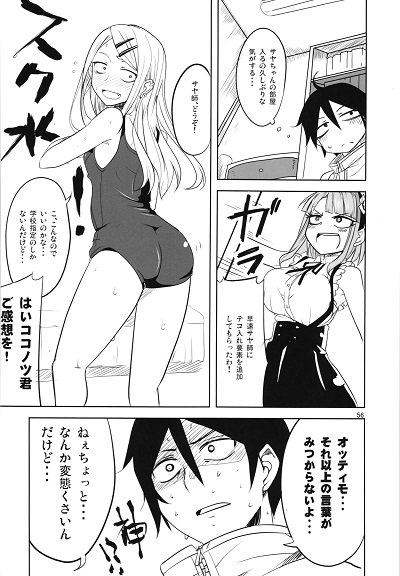 サヤちゃんの部屋
入るの久しぶりな
気がする・・・
ガラ
早速サヤ師に
テコ入れ要素を追加
してもらったわ!
スク水
サヤ師、どうぞ!
こ、こんなので
いいのかな・・・
学校指定のしか
ないんだけど・・・
はいココノツ君
ご感想を!
56
オッティモ・・・
それ以上の言葉が
みつからないよ・・・
神!?
ねぇちょっと・・・
なんか変態くさいん
だけど・・・